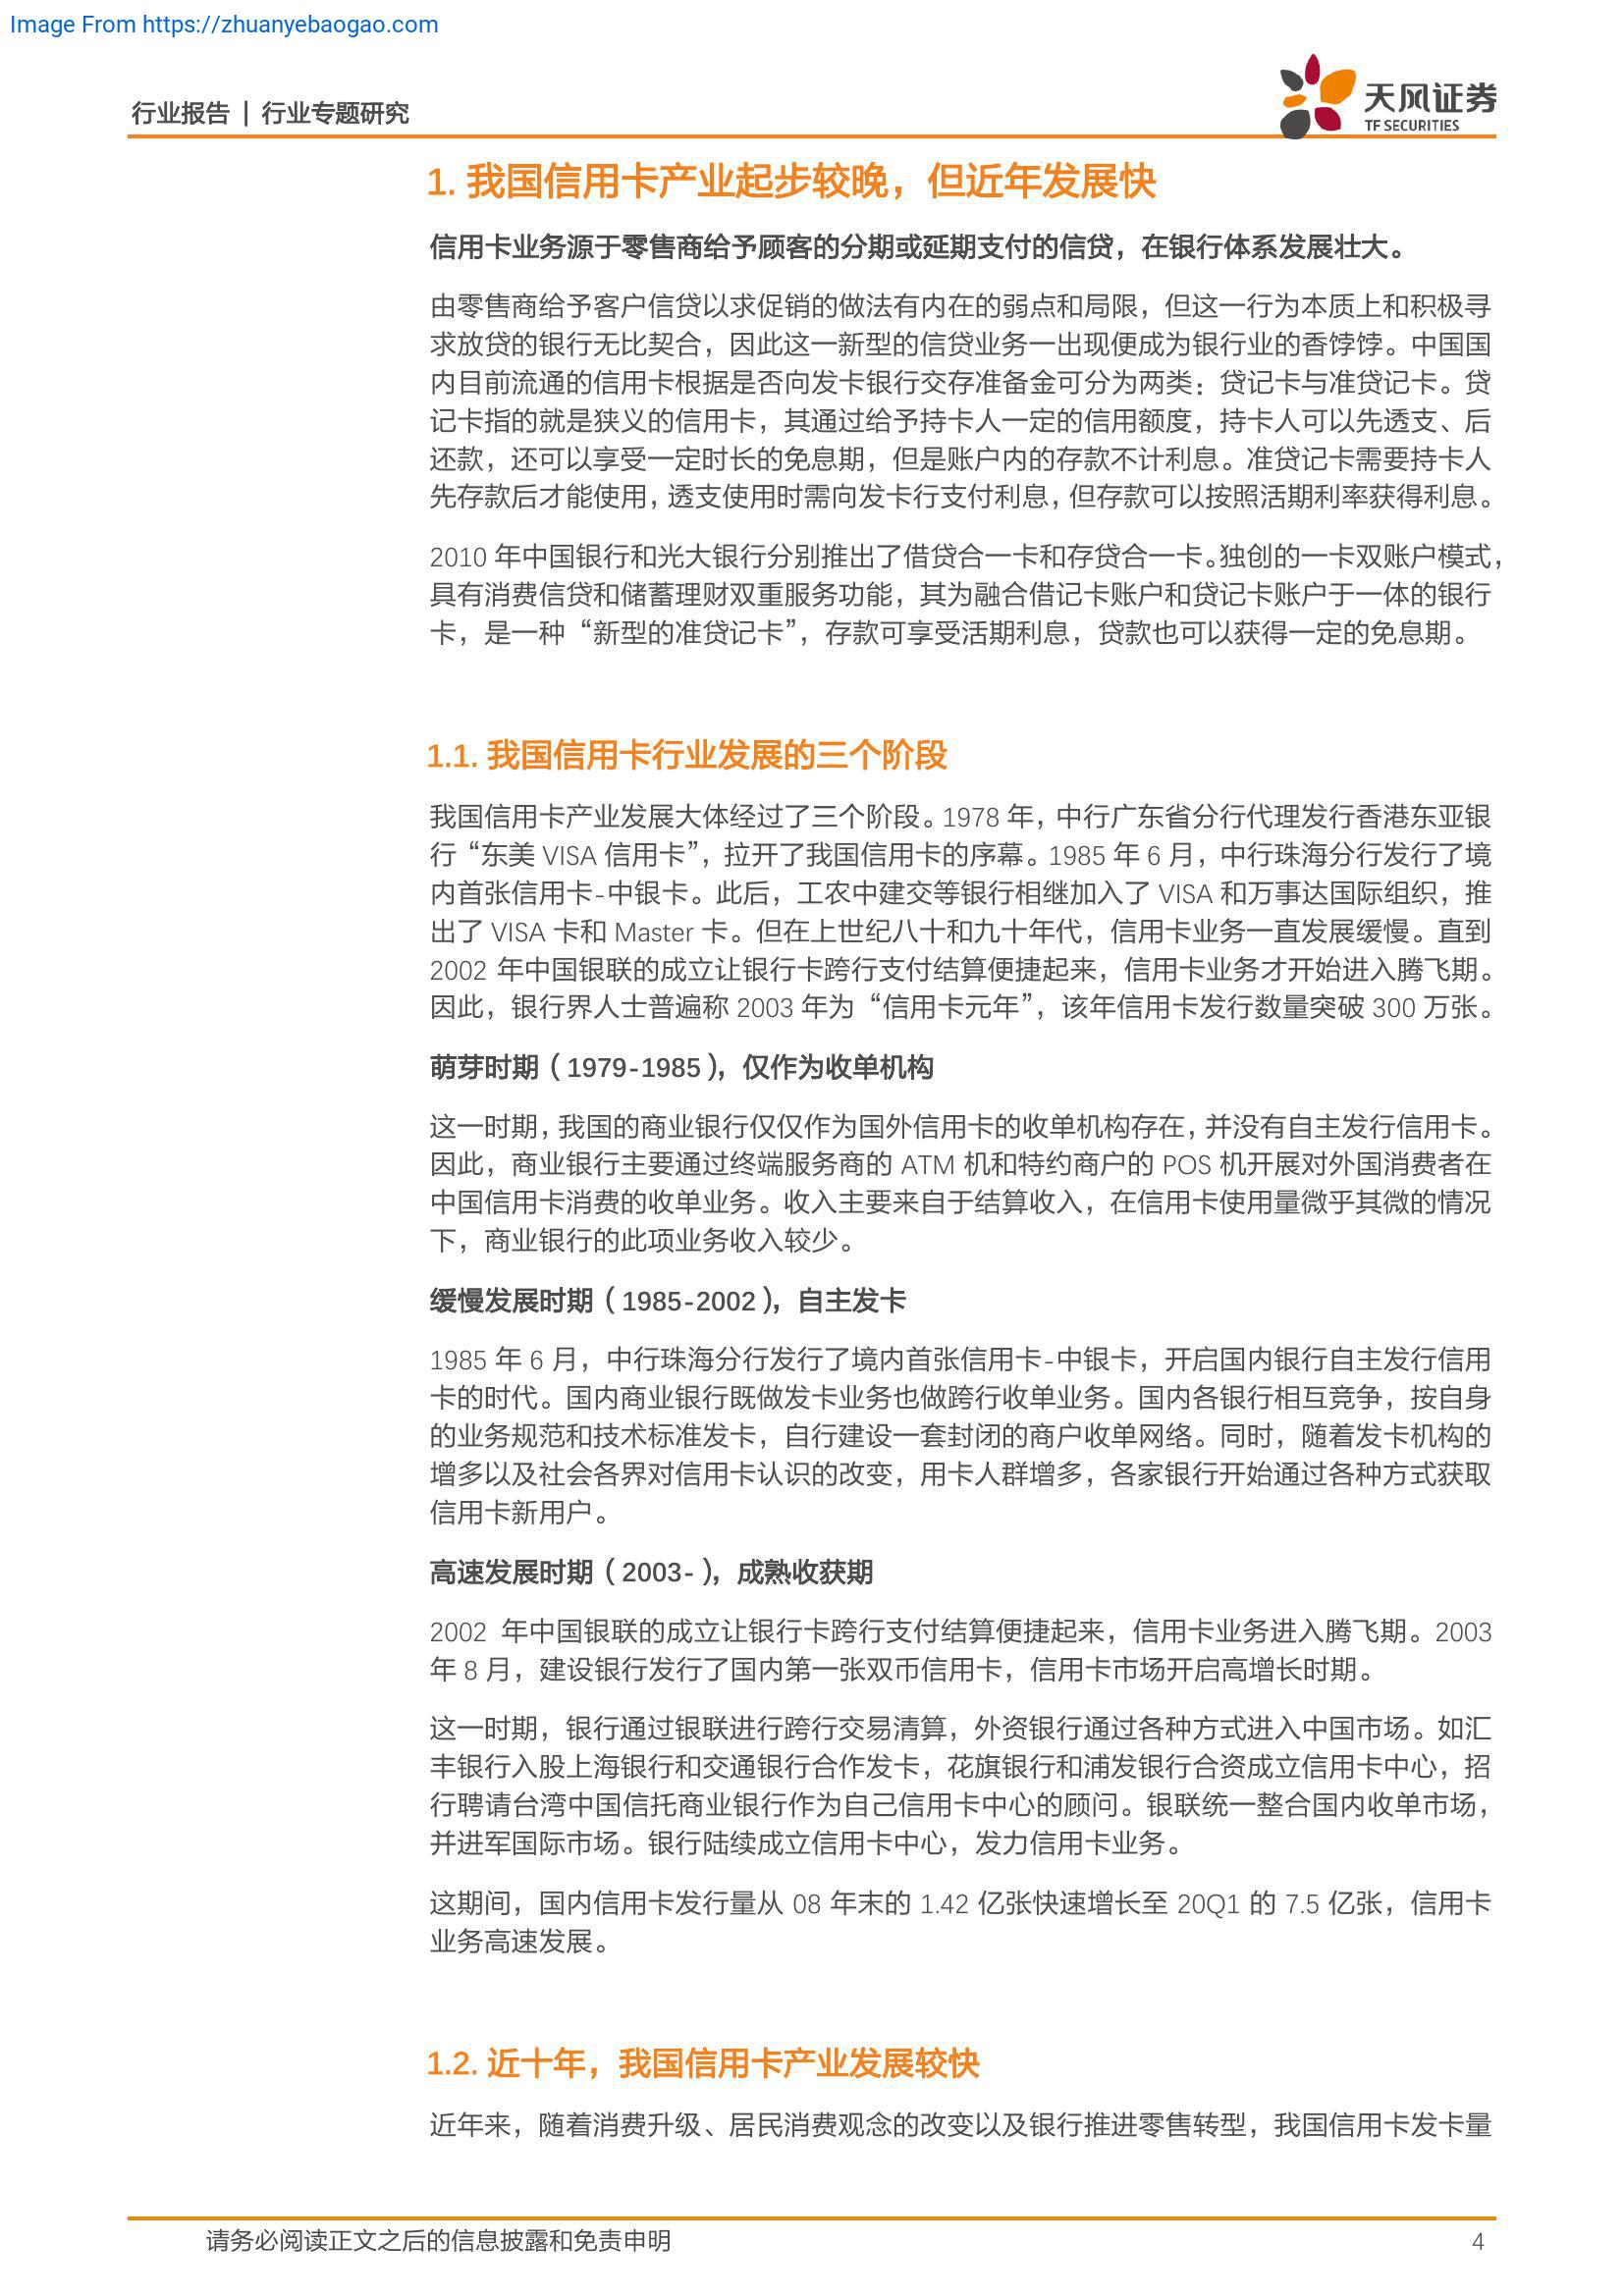 Image From https://zhuanyebaogao.com
行业报告 | 行业专题研究
天风证券
TF SECURITIES
1. 我国信用卡产业起步较晚，但近年发展快
信用卡业务源于零售商给予顾客的分期或延期支付的信贷，在银行体系发展壮大。
由零售商给予客户信贷以求促销的做法有内在的弱点和局限，但这一行为本质上和积极寻
求放贷的银行无比契合，因此这一新型的信贷业务一出现便成为银行业的香饽饽。中国国
内目前流通的信用卡根据是否向发卡银行交存准备金可分为两类：贷记卡与准贷记卡。贷
记卡指的就是狭义的信用卡，其通过给予持卡人一定的信用额度，持卡人可以先透支、后
还款，还可以享受一定时长的免息期，但是账户内的存款不计利息。准贷记卡需要持卡人
先存款后才能使用，透支使用时需向发卡行支付利息，但存款可以按照活期利率获得利息。
2010 年中国银行和光大银行分别推出了借贷合一卡和存贷合一卡。独创的一卡双账户模式，
具有消费信贷和储蓄理财双重服务功能，其为融合借记卡账户和贷记卡账户于一体的银行
卡，是一种“新型的准贷记卡”，存款可享受活期利息，贷款也可以获得一定的免息期。
1.1. 我国信用卡行业发展的三个阶段
我国信用卡产业发展大体经过了三个阶段。1978 年，中行广东省分行代理发行香港东亚银
行“东美 VISA 信用卡”，拉开了我国信用卡的序幕。1985 年 6 月，中行珠海分行发行了境
内首张信用卡-中银卡。此后，工农中建交等银行相继加入了 VISA 和万事达国际组织，推
出了 VISA 卡和 Master 卡。但在上世纪八十和九十年代，信用卡业务一直发展缓慢。直到
2002 年中国银联的成立让银行卡跨行支付结算便捷起来，信用卡业务才开始进入腾飞期。
因此，银行界人士普遍称 2003 年为“信用卡元年”，该年信用卡发行数量突破 300 万张。
萌芽时期（1979-1985），仅作为收单机构
这一时期，我国的商业银行仅仅作为国外信用卡的收单机构存在，并没有自主发行信用卡。
因此，商业银行主要通过终端服务商的 ATM 机和特约商户的 POS 机开展对外国消费者在
中国信用卡消费的收单业务。收入主要来自于结算收入，在信用卡使用量微乎其微的情况
下，商业银行的此项业务收入较少。
缓慢发展时期（1985-2002），自主发卡
1985 年 6 月，中行珠海分行发行了境内首张信用卡-中银卡，开启国内银行自主发行信用
卡的时代。国内商业银行既做发卡业务也做跨行收单业务。国内各银行相互竞争，按自身
的业务规范和技术标准发卡，自行建设一套封闭的商户收单网络。同时，随着发卡机构的
增多以及社会各界对信用卡认识的改变，用卡人群增多，各家银行开始通过各种方式获取
信用卡新用户。
高速发展时期（2003- ），成熟收获期
2002 年中国银联的成立让银行卡跨行支付结算便捷起来，信用卡业务进入腾飞期。2003
年 8 月，建设银行发行了国内第一张双币信用卡，信用卡市场开启高增长时期。
这一时期，银行通过银联进行跨行交易清算，外资银行通过各种方式进入中国市场。如汇
丰银行入股上海银行和交通银行合作发卡，花旗银行和浦发银行合资成立信用卡中心，招
行聘请台湾中国信托商业银行作为自己信用卡中心的顾问。银联统一整合国内收单市场，
并进军国际市场。银行陆续成立信用卡中心，发力信用卡业务。
这期间，国内信用卡发行量从 08 年末的 1.42 亿张快速增长至 20Q1 的 7.5 亿张，信用卡
业务高速发展。
1.2. 近十年，我国信用卡产业发展较快
近年来，随着消费升级、居民消费观念的改变以及银行推进零售转型，我国信用卡发卡量
请务必阅读正文之后的信息披露和免责申明
4